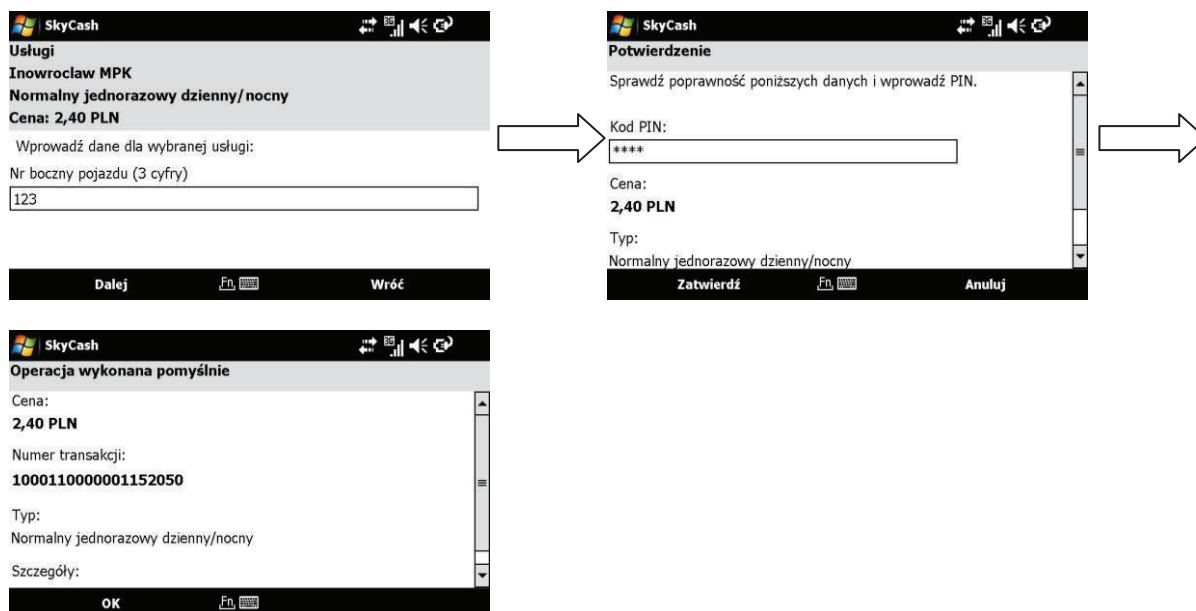 SkyCash
Usługi
Inowroclaw MPK
Normalny jednorazowy dzienny/nocny
Cena: 2,40 PLN
Wprowadź dane dla wybranej usługi:
Nr boczny pojazdu (3 cyfry)
123
Dalej Fn Wróć
SkyCash
Potwierdzenie
Sprawdź poprawność poniższych danych i wprowadź PIN.
Kod PIN:
****
Cena:
2,40 PLN
Typ:
Normalny jednorazowy dzienny/nocny
Zatwierdź Fn Anuluj
SkyCash
Operacja wykonana pomyślnie
Cena:
2,40 PLN
Numer transakcji:
1000110000001152050
Typ:
Normalny jednorazowy dzienny/nocny
Szczegóły:
OK Fn